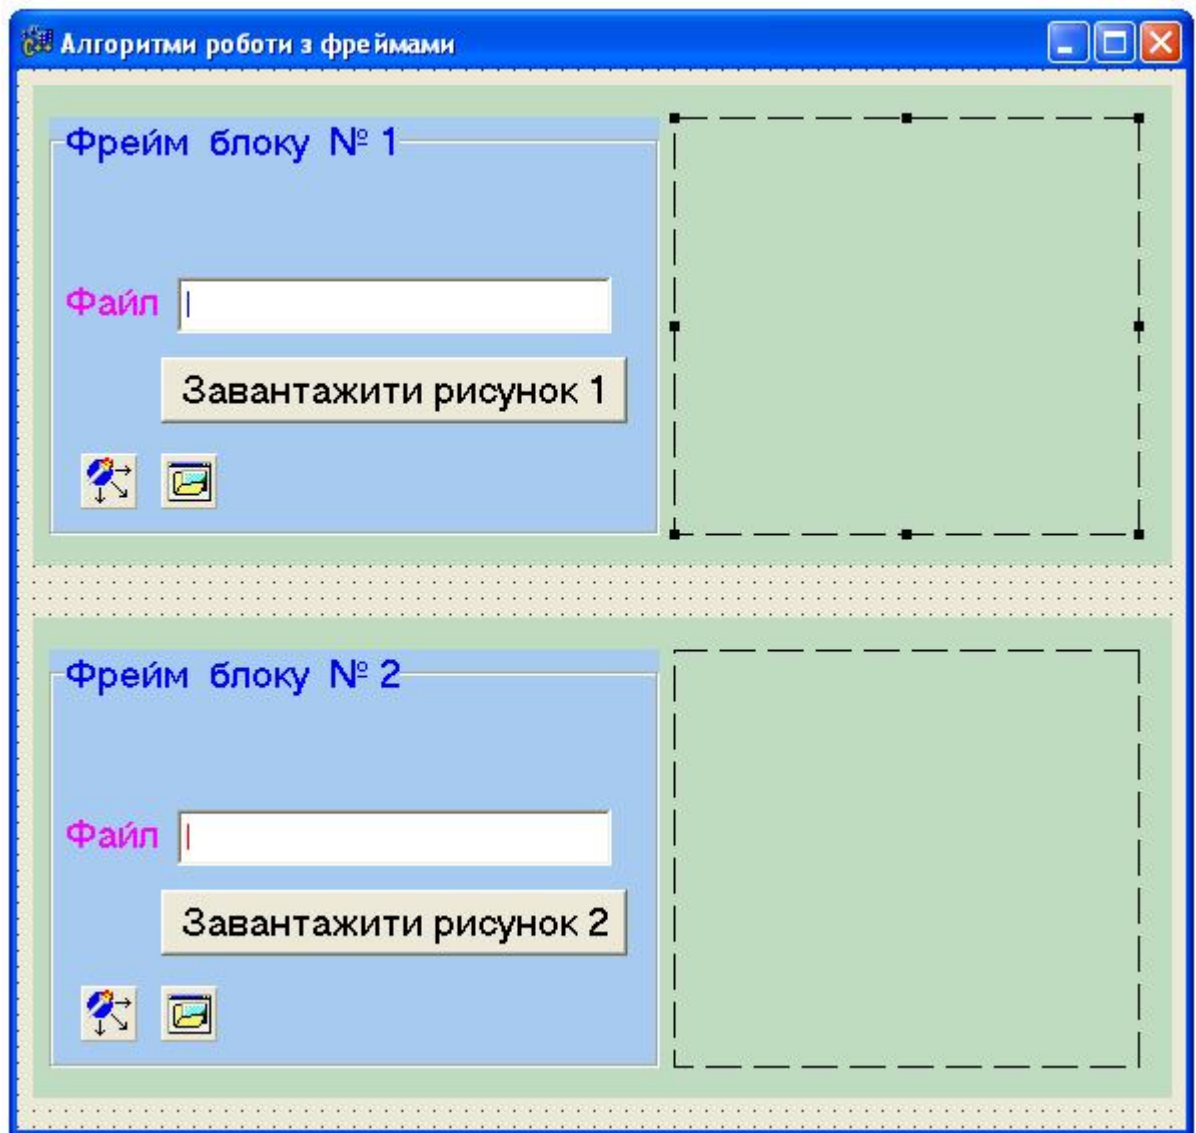 Алгоритми роботи з фреймами
Фрейм блоку № 1
Файл
Завантажити рисунок 1
Фрейм блоку № 2
Файл
Завантажити рисунок 2